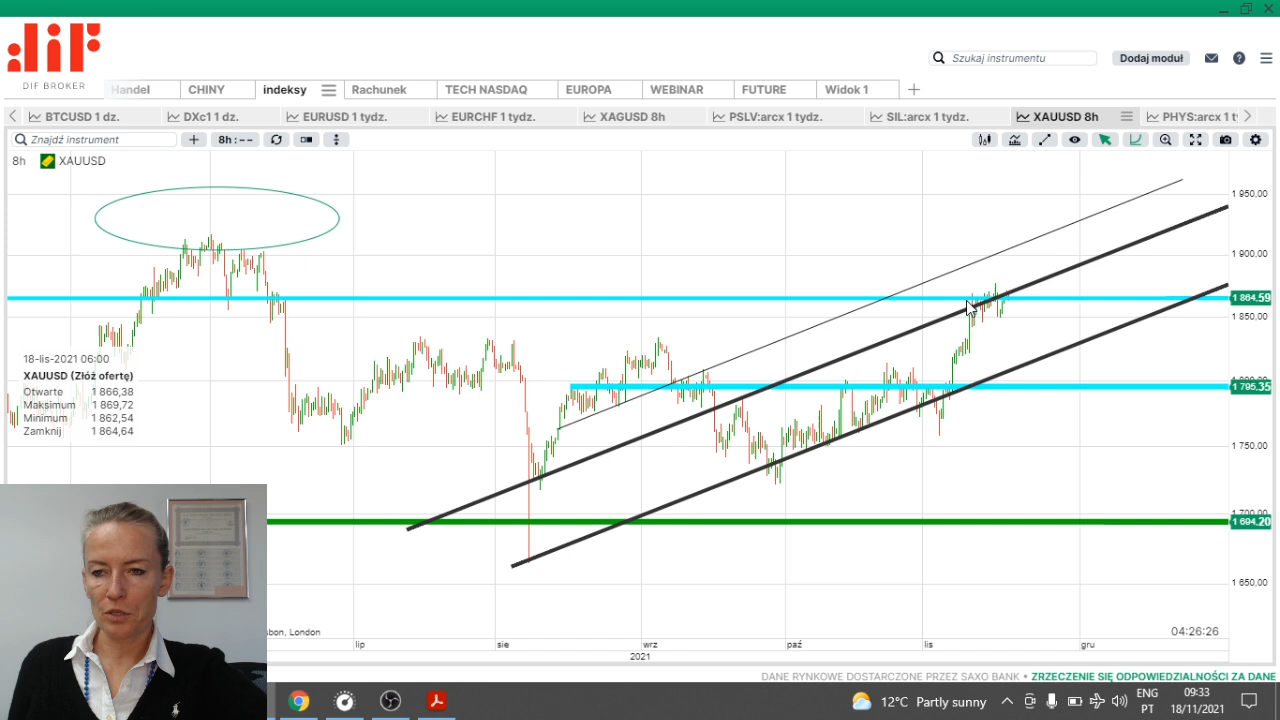 dif
DIF BROKER
Szukaj instrumentu
Dodaj moduł
Handel
CHINY
indeksy
Rachunek
TECH NASDAQ
EUROPA
WEBINAR
FUTURE
Widok 1
BTCUSD 1 dz.
DXc1 1 dz.
EURUSD 1 tydz.
EURCHF 1 tydz.
XAGUSD 8h
PSLV:arcx 1 tydz.
SIL:arcx 1 tydz.
XAUUSD 8h
PHYS:arcx 1 t
Znajdź instrument
8h : - -
8h XAUUSD
1 950,00
1 900,00
1 864.59
1 850,00
1 795.35
1 750,00
1 700,00
1 694.20
1 650,00
18-lis-2021 06:00
XAUUSD (Złóż ofertę)
Otwarte 1 866,38
Maksimum 1 869,72
Minimum 1 862,54
Zamknij 1 864,64
bon, London
04:26:26
lip
sie
wrz
paź
lis
gru
2021
DANE RYNKOWE DOSTARCZONE PRZEZ SAXO BANK • ZRZECZENIE SIĘ ODPOWIEDZIALNOŚCI ZA DANE
12°C Partly sunny
ENG
PT
09:33
18/11/2021